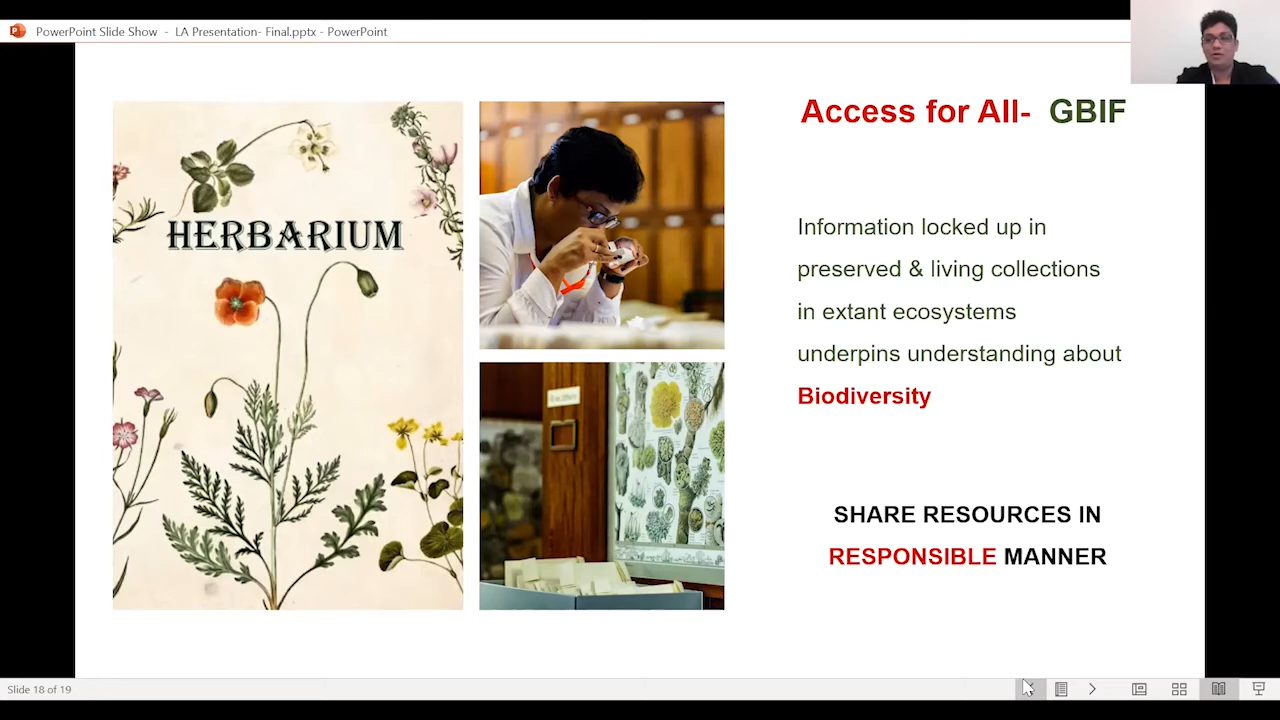 PowerPoint Slide Show - LA Presentation- Final.pptx - PowerPoint
Access for All- GBIF
HERBARIUM
Information locked up in
preserved & living collections
in extant ecosystems
underpins understanding about
Biodiversity
SHARE RESOURCES IN
RESPONSIBLE MANNER
Slide 18 of 19